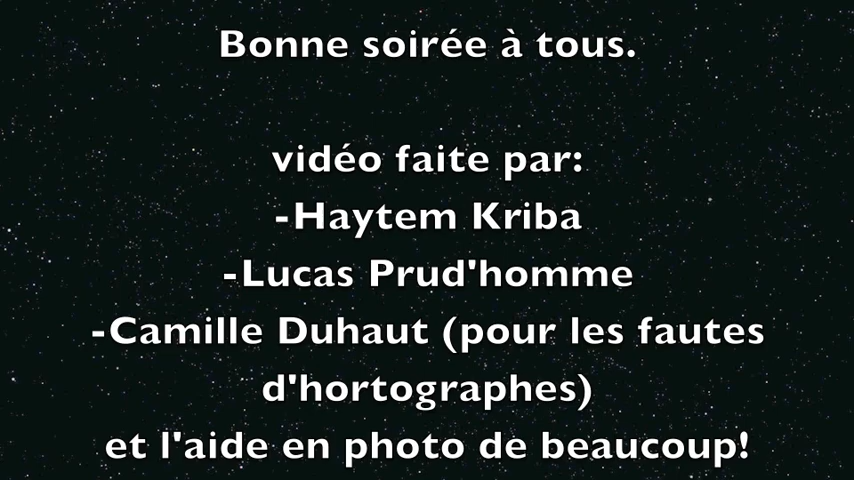 Bonne soirée à tous.
vidéo faite par:
-Haytem Kriba
-Lucas Prud'homme
-Camille Duhaut (pour les fautes
d'hortographes)
et l'aide en photo de beaucoup!